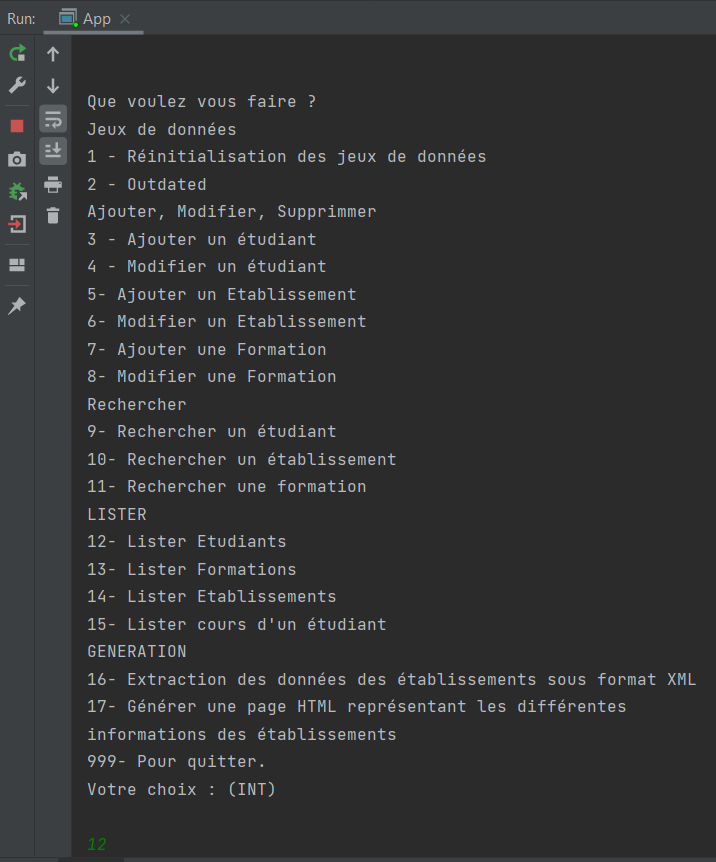 Run: App
Que voulez vous faire ?
Jeux de données
1 - Réinitialisation des jeux de données
2 - Outdated
Ajouter, Modifier, Supprimmer
3 - Ajouter un étudiant
4 - Modifier un étudiant
5- Ajouter un Etablissement
6- Modifier un Etablissement
7- Ajouter une Formation
8- Modifier une Formation
Rechercher
9- Rechercher un étudiant
10- Rechercher un établissement
11- Rechercher une formation
LISTER
12- Lister Etudiants
13- Lister Formations
14- Lister Etablissements
15- Lister cours d'un étudiant
GENERATION
16- Extraction des données des établissements sous format XML
17- Générer une page HTML représentant les différentes
informations des établissements
999- Pour quitter.
Votre choix : (INT)
12